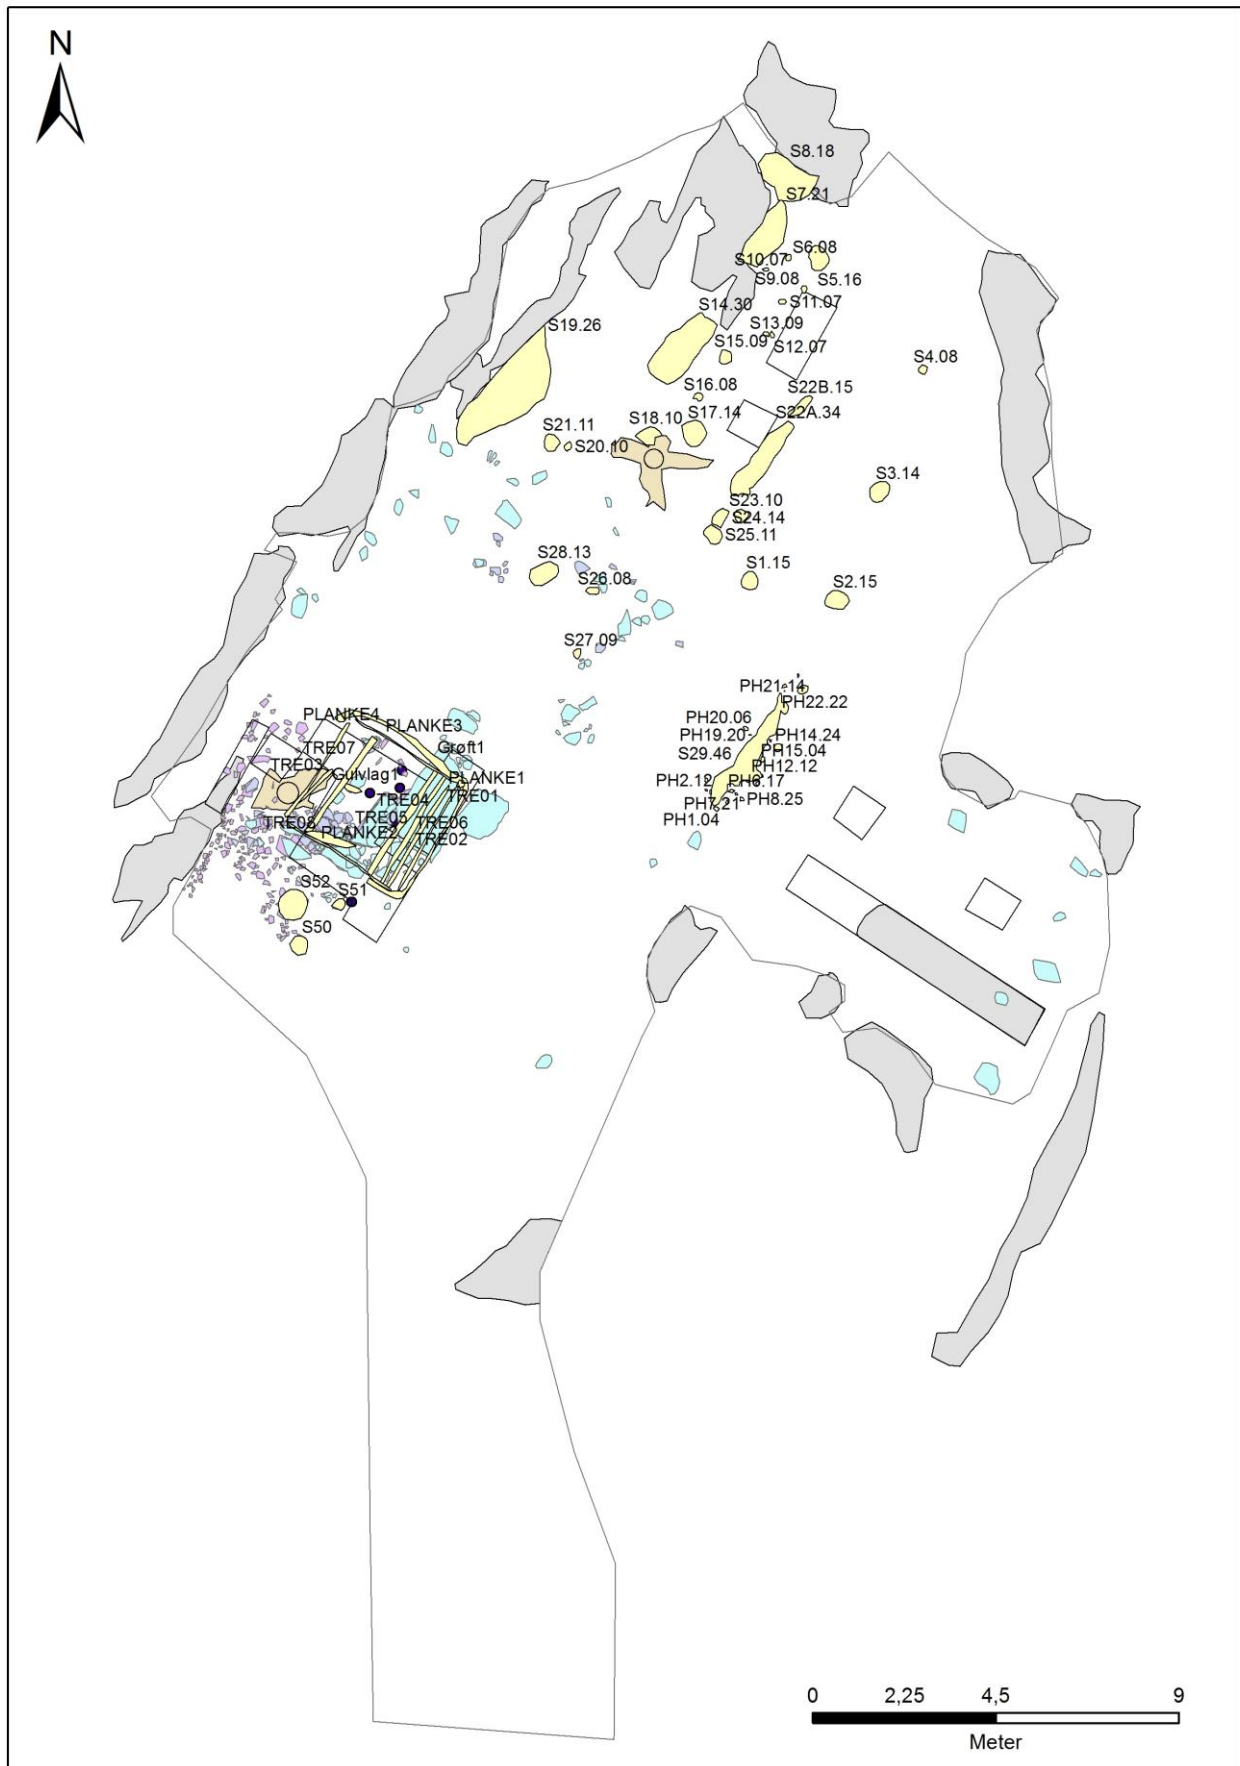 N
S8.18
S7.21
S6.08
S10.07
S9.08
S5.16
S14.30
S11.07
S19.26
S13.09
S15.09
S12.07
S4.08
S16.08
S22B.15
S18.10
S17.14
S22A.34
S21.11
S20.10
S3.14
S23.10
S24.14
S25.11
S28.13
S1.15
S26.08
S2.15
S27.09
PH21.14
PH22.22
PLANKE4
PLANKE3
PH20.06
PH19.20
PH14.24
TRE07
Grøft1
S29.46
PH15.04
TRE03
Gulvlag1
PLANKE1
PH12.12
PH2.12
PH6.17
TRE04
TRE01
PH7.21
PH8.25
TRE08
TRE05
TRE06
PH1.04
PLANKE2
TRE02
S52
S51
S50
0 2,25 4,5 9
Meter